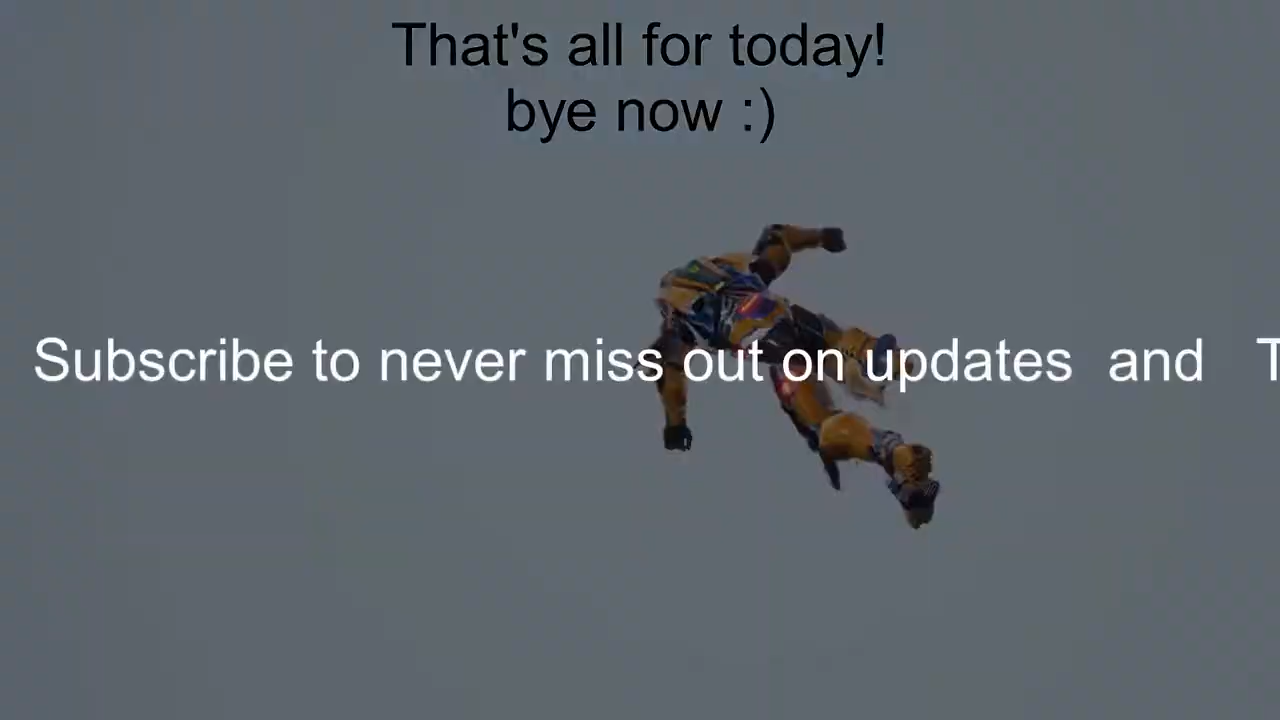 That's all for today!
bye now :)
Subscribe to never miss out on updates  and